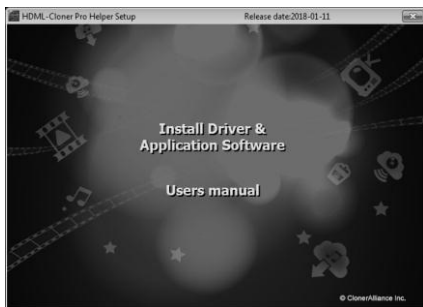 HDML-Cloner Pro Helper Setup
Release date:2018-01-11
Install Driver &
Application Software
Users manual
© ClonerAlliance Inc.